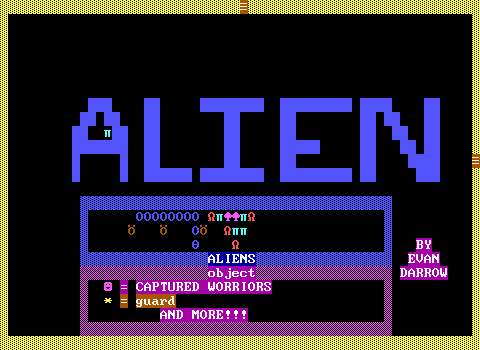 ALIEN
ALIENS
object
= CAPTURED WORRIORS
* = guard
AND MORE!!!
BY
EVAN
DARROW